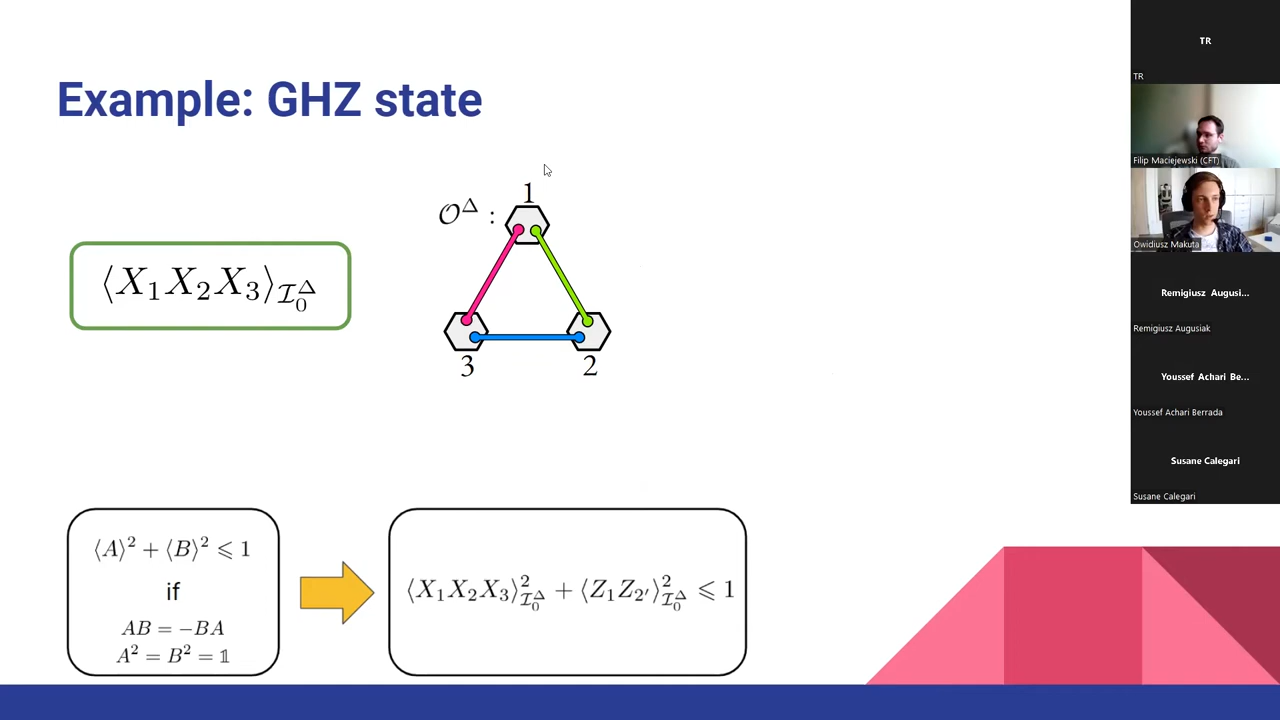 Example: GHZ state
⟨X₁X₂X₃⟩_{𝓘₀^Δ}
𝒪^Δ :
1
3
2
⟨A⟩² + ⟨B⟩² ⩽ 1
if
AB = −BA
A² = B² = 𝟙
⟨X₁X₂X₃⟩²_{𝓘₀^Δ} + ⟨Z₁Z₂′⟩²_{𝓘₀^Δ} ⩽ 1
TR
TR
Filip Maciejewski (CFT)
Owidiusz Makuta
Remigiusz Augusi...
Remigiusz Augusiak
Youssef Achari Be...
Youssef Achari Berrada
Susane Calegari
Susane Calegari